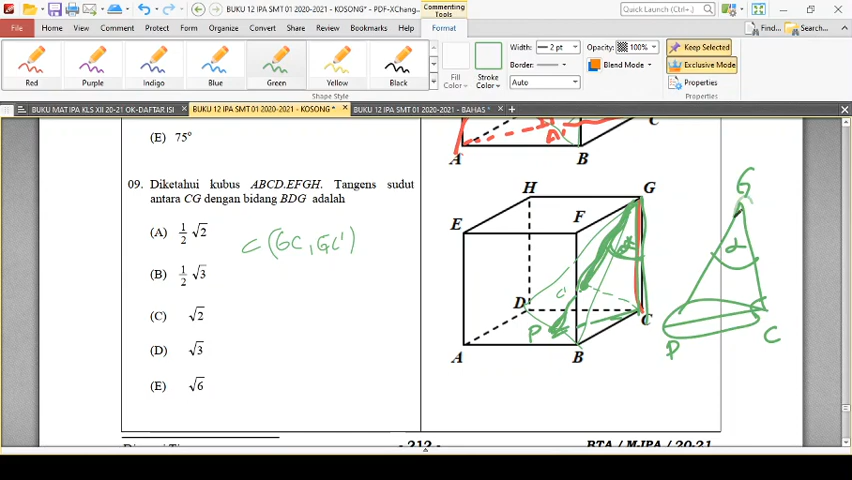 BUKU 12 IPA SMT 01 2020-2021 - KOSONG* - PDF-XChang
Commenting Tools
Quick Launch (Ctrl+.)
File Home View Comment Protect Form Organize Convert Share Review Bookmarks Help Arrange Format
Find...
Search...
Red
Purple
Indigo
Blue
Green
Yellow
Black
Shape Style
Fill Color
Stroke Color
Width: 2 pt
Border:
Auto
Opacity: 100%
Blend Mode
Keep Selected
Exclusive Mode
Properties
Properties
BUKU MAT IPA KLS XII 20-21 OK-DAFTAR ISI
BUKU 12 IPA SMT 01 2020-2021 - KOSONG *
BUKU 12 IPA SMT 01 2020-2021 - BAHAS *
(E) 75°
A B C
A'
09. Diketahui kubus ABCD.EFGH. Tangens sudut
antara CG dengan bidang BDG adalah
(A) 1/2 √2
(B) 1/2 √3
(C) √2
(D) √3
(E) √6
∠(GC, GC')
H G
E F
D C
A B
P C'
α
G
α
P C
- 212 -
BTA / M-IPA / 20-21